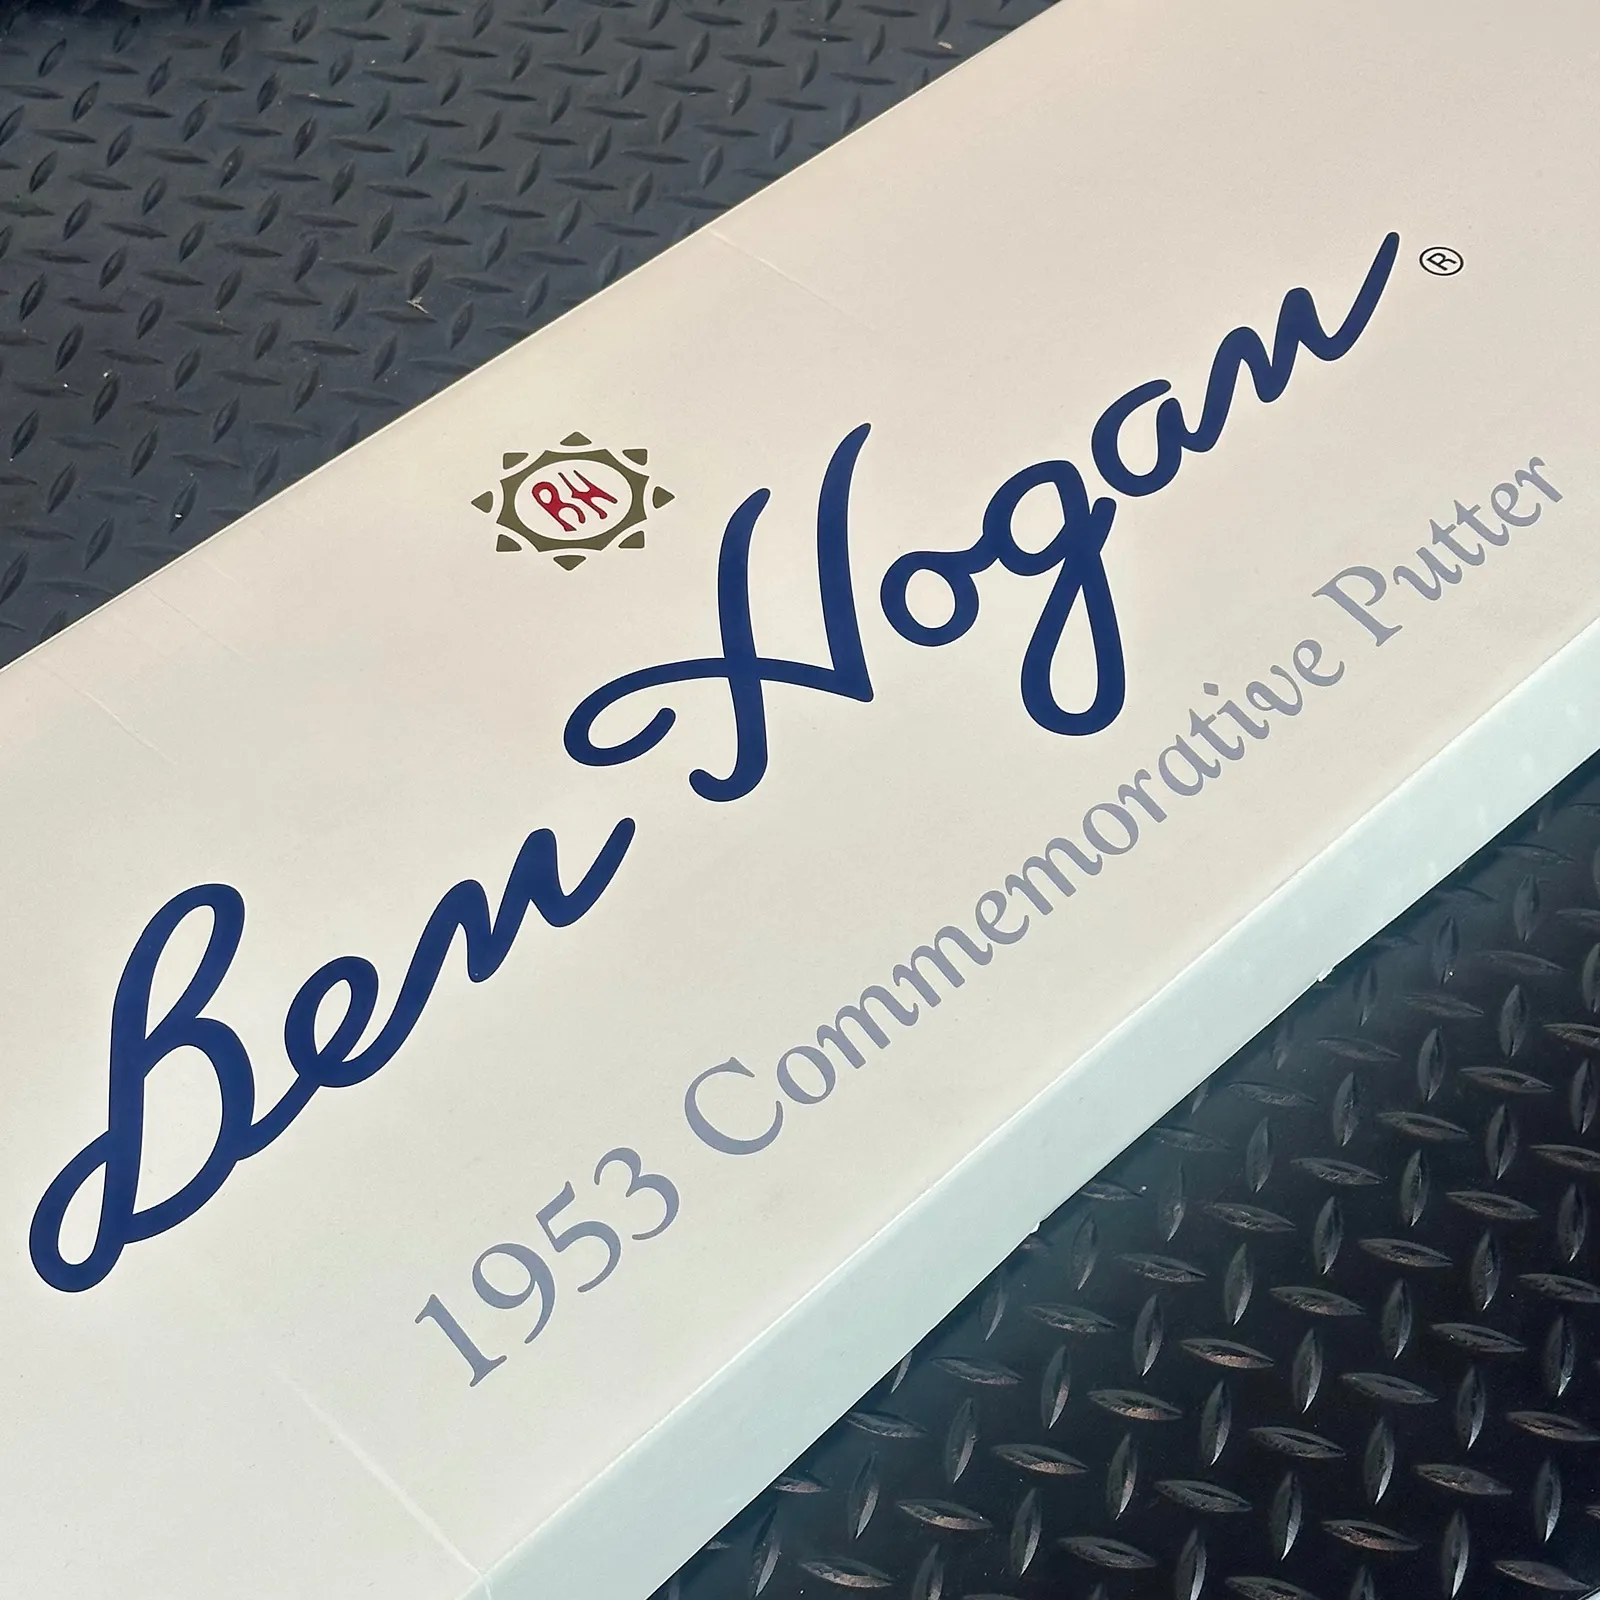 BH
Ben Hogan®
1953 Commemorative Putter